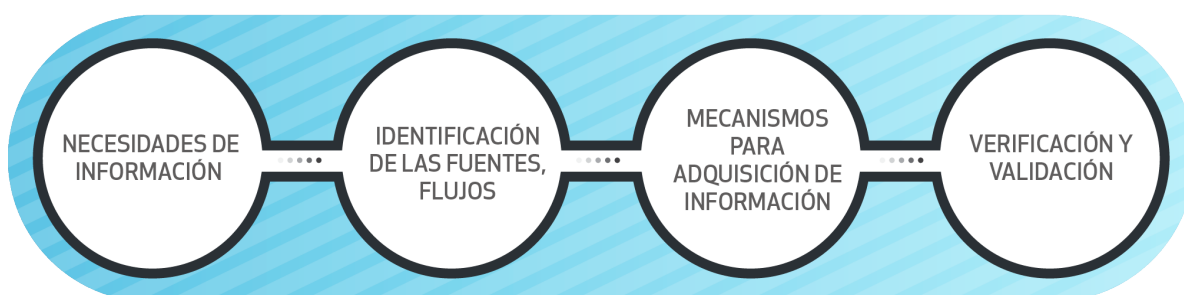 NECESIDADES DE
INFORMACIÓN
IDENTIFICACIÓN
DE LAS FUENTES,
FLUJOS
MECANISMOS
PARA
ADQUISICIÓN DE
INFORMACIÓN
VERIFICACIÓN Y
VALIDACIÓN